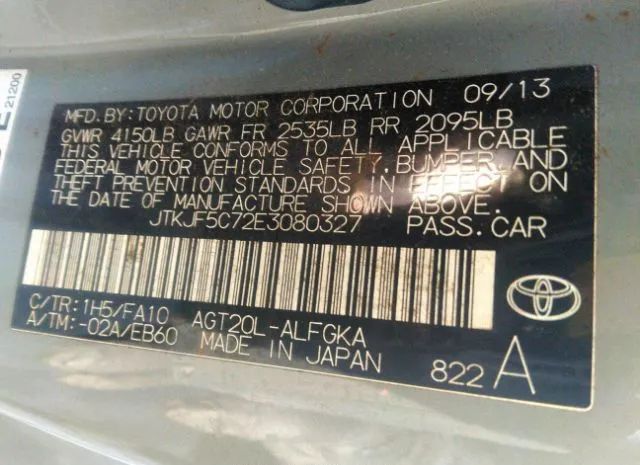 21200
MFD. BY: TOYOTA MOTOR CORPORATION 09/13
GVWR 4150LB GAWR FR 2535LB RR 2095LB
THIS VEHICLE CONFORMS TO ALL APPLICABLE
FEDERAL MOTOR VEHICLE SAFETY, BUMPER, AND
THEFT PREVENTION STANDARDS IN EFFECT ON
THE DATE OF MANUFACTURE SHOWN ABOVE.
JTKJF5C72E3080327 PASS. CAR
C/TR: 1H5/FA10 AGT20L-ALFGKA
A/TM: -02A/EB60 MADE IN JAPAN
822 A